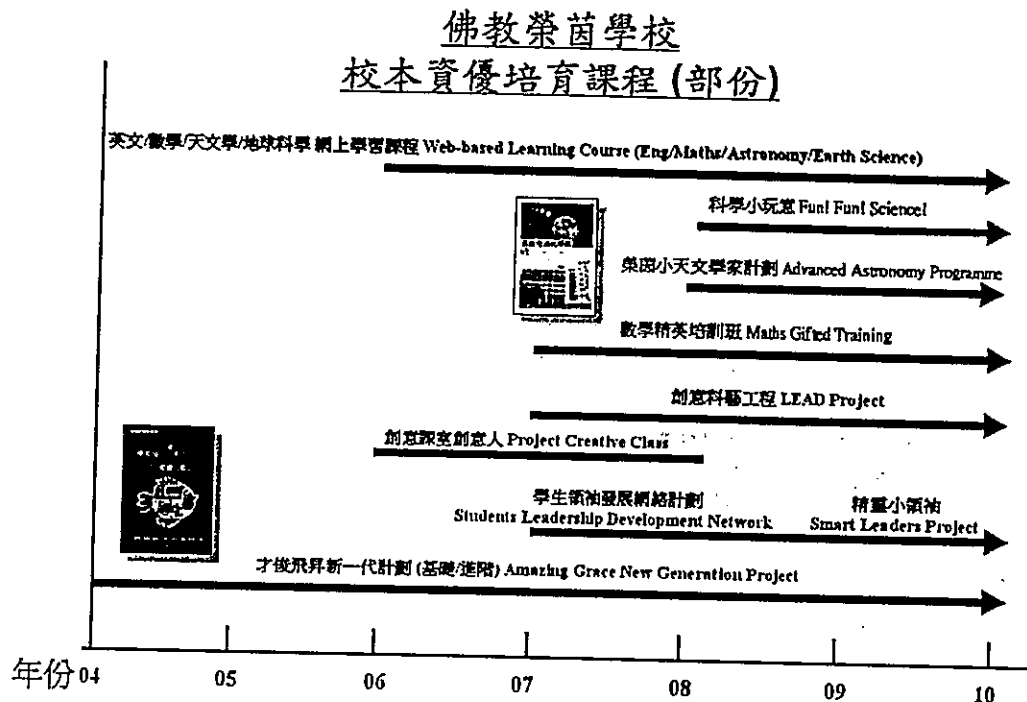 佛教榮茵學校
校本資優培育課程 (部份)
英文/數學/天文學/地球科學 網上學習課程 Web-based Learning Course (Eng/Maths/Astronomy/Earth Science)
科學小玩意 Fun! Fun! Science!
榮茵小天文學家計劃 Advanced Astronomy Programme
數學精英培訓班 Maths Gifted Training
創意科藝工程 LEAD Project
創意課室創意人 Project Creative Class
學生領袖發展網絡計劃
Students Leadership Development Network
精靈小領袖
Smart Leaders Project
才俊飛昇新一代計劃 (基礎/進階) Amazing Grace New Generation Project
年份 04 05 06 07 08 09 10